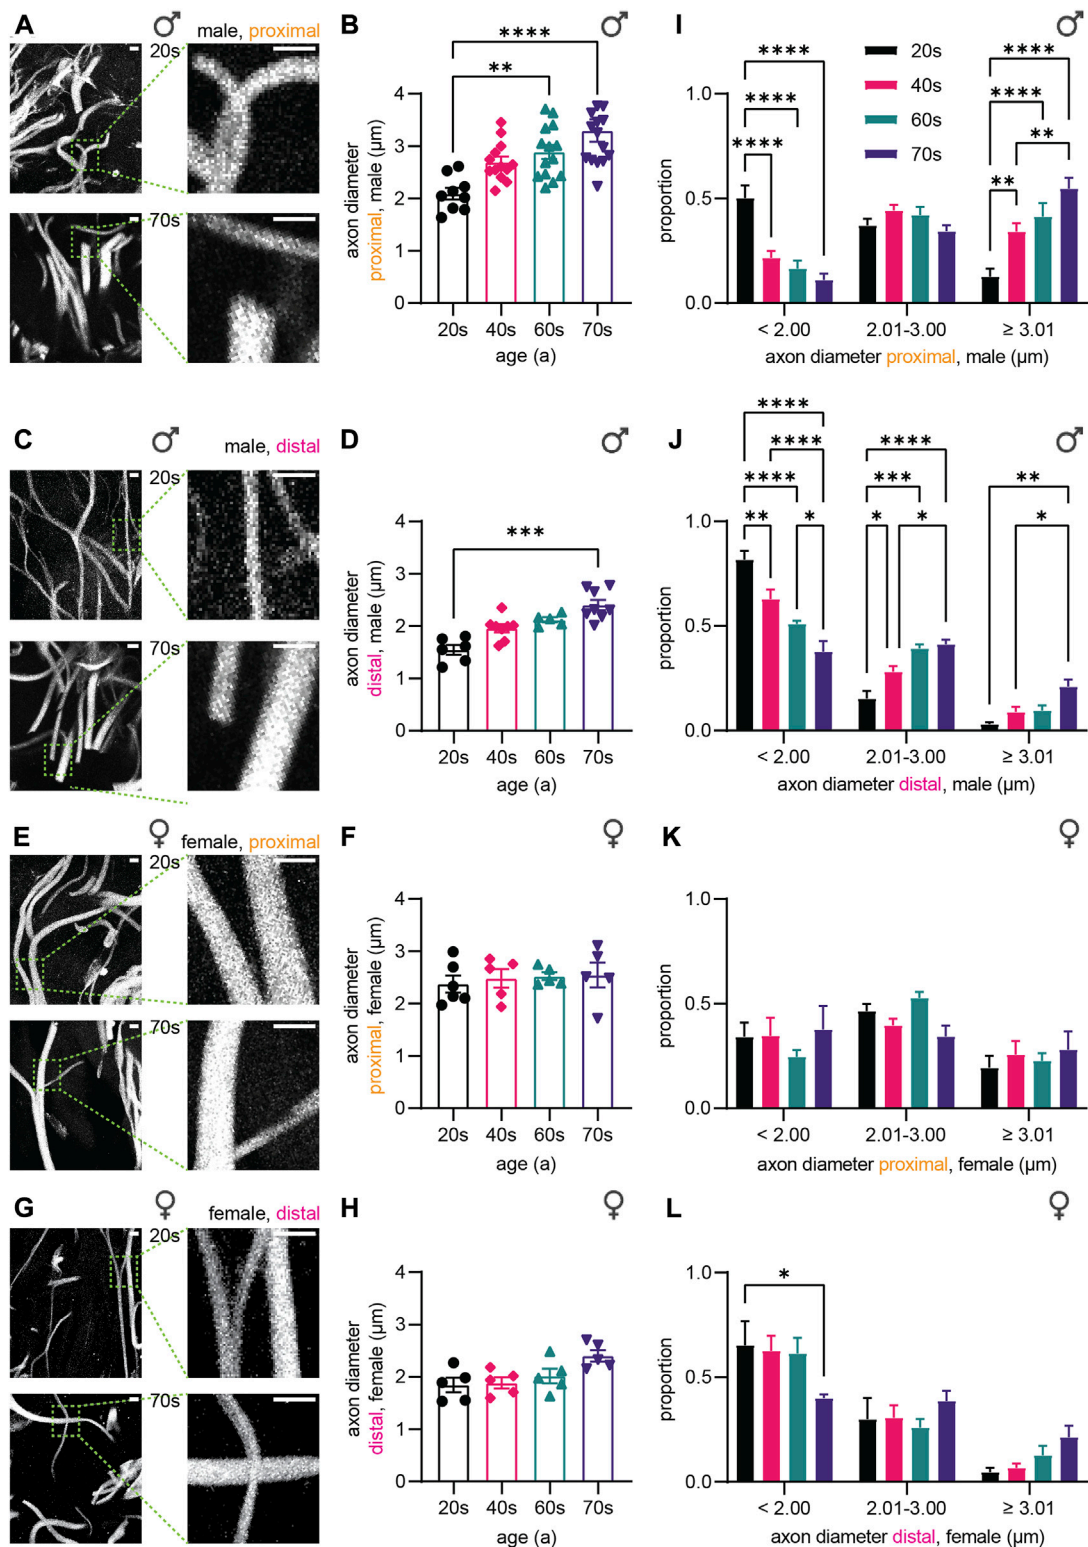 A
♂
male, proximal
20s
70s
B
♂
****
**
axon diameter
proximal, male (µm)
4
3
2
1
0
20s 40s 60s 70s
age (a)
I
♂
20s
40s
60s
70s
****
****
****
****
****
**
**
proportion
1.0
0.5
0.0
< 2.00 2.01-3.00 ≥ 3.01
axon diameter proximal, male (µm)
C
♂
male, distal
20s
70s
D
♂
***
axon diameter
distal, male (µm)
4
3
2
1
0
20s 40s 60s 70s
age (a)
J
♂
****
****
****
**
*
****
***
*
*
**
*
proportion
1.0
0.5
0.0
< 2.00 2.01-3.00 ≥ 3.01
axon diameter distal, male (µm)
E
♀
female, proximal
20s
70s
F
♀
axon diameter
proximal, female (µm)
4
3
2
1
0
20s 40s 60s 70s
age (a)
K
♀
proportion
1.0
0.5
0.0
< 2.00 2.01-3.00 ≥ 3.01
axon diameter proximal, female (µm)
G
♀
female, distal
20s
70s
H
♀
axon diameter
distal, female (µm)
4
3
2
1
0
20s 40s 60s 70s
age (a)
L
♀
*
proportion
1.0
0.5
0.0
< 2.00 2.01-3.00 ≥ 3.01
axon diameter distal, female (µm)